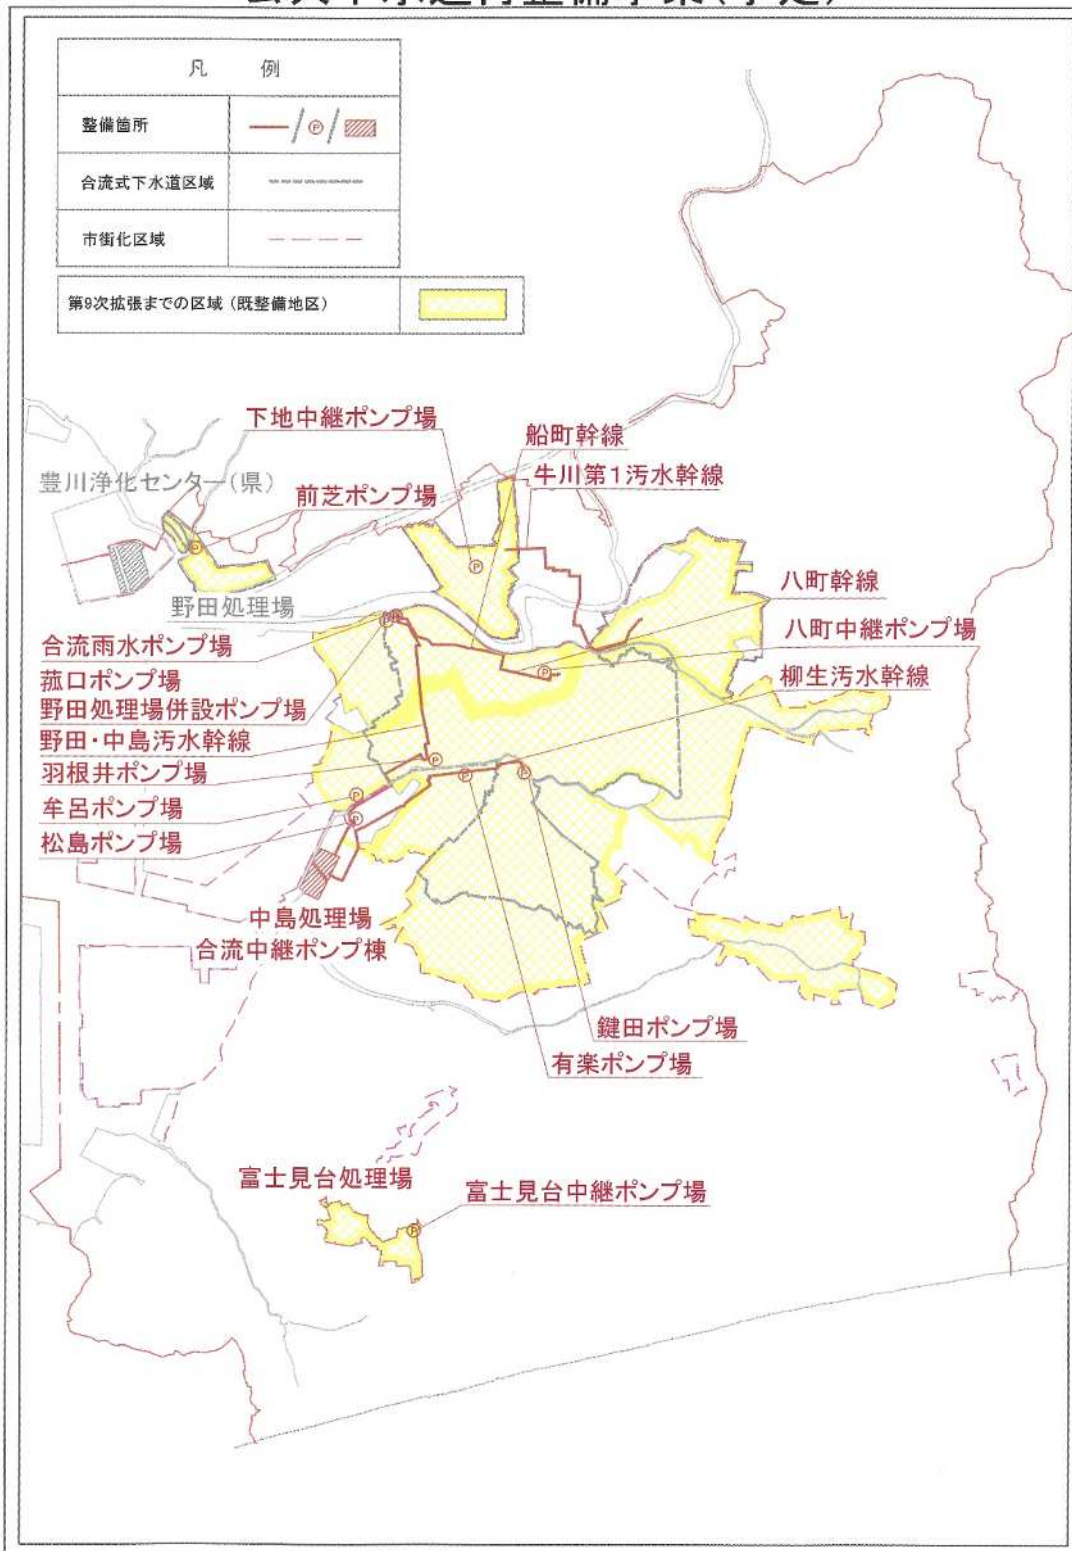 凡 例
整備箇所
Ⓟ
合流式下水道区域
市街化区域
第9次拡張までの区域（既整備地区）
下地中継ポンプ場
船町幹線
豊川浄化センター（県）
牛川第1汚水幹線
前芝ポンプ場
野田処理場
八町幹線
八町中継ポンプ場
柳生汚水幹線
合流雨水ポンプ場
菰口ポンプ場
野田処理場併設ポンプ場
野田・中島汚水幹線
羽根井ポンプ場
牟呂ポンプ場
松島ポンプ場
中島処理場
合流中継ポンプ棟
鍵田ポンプ場
有楽ポンプ場
富士見台処理場
富士見台中継ポンプ場